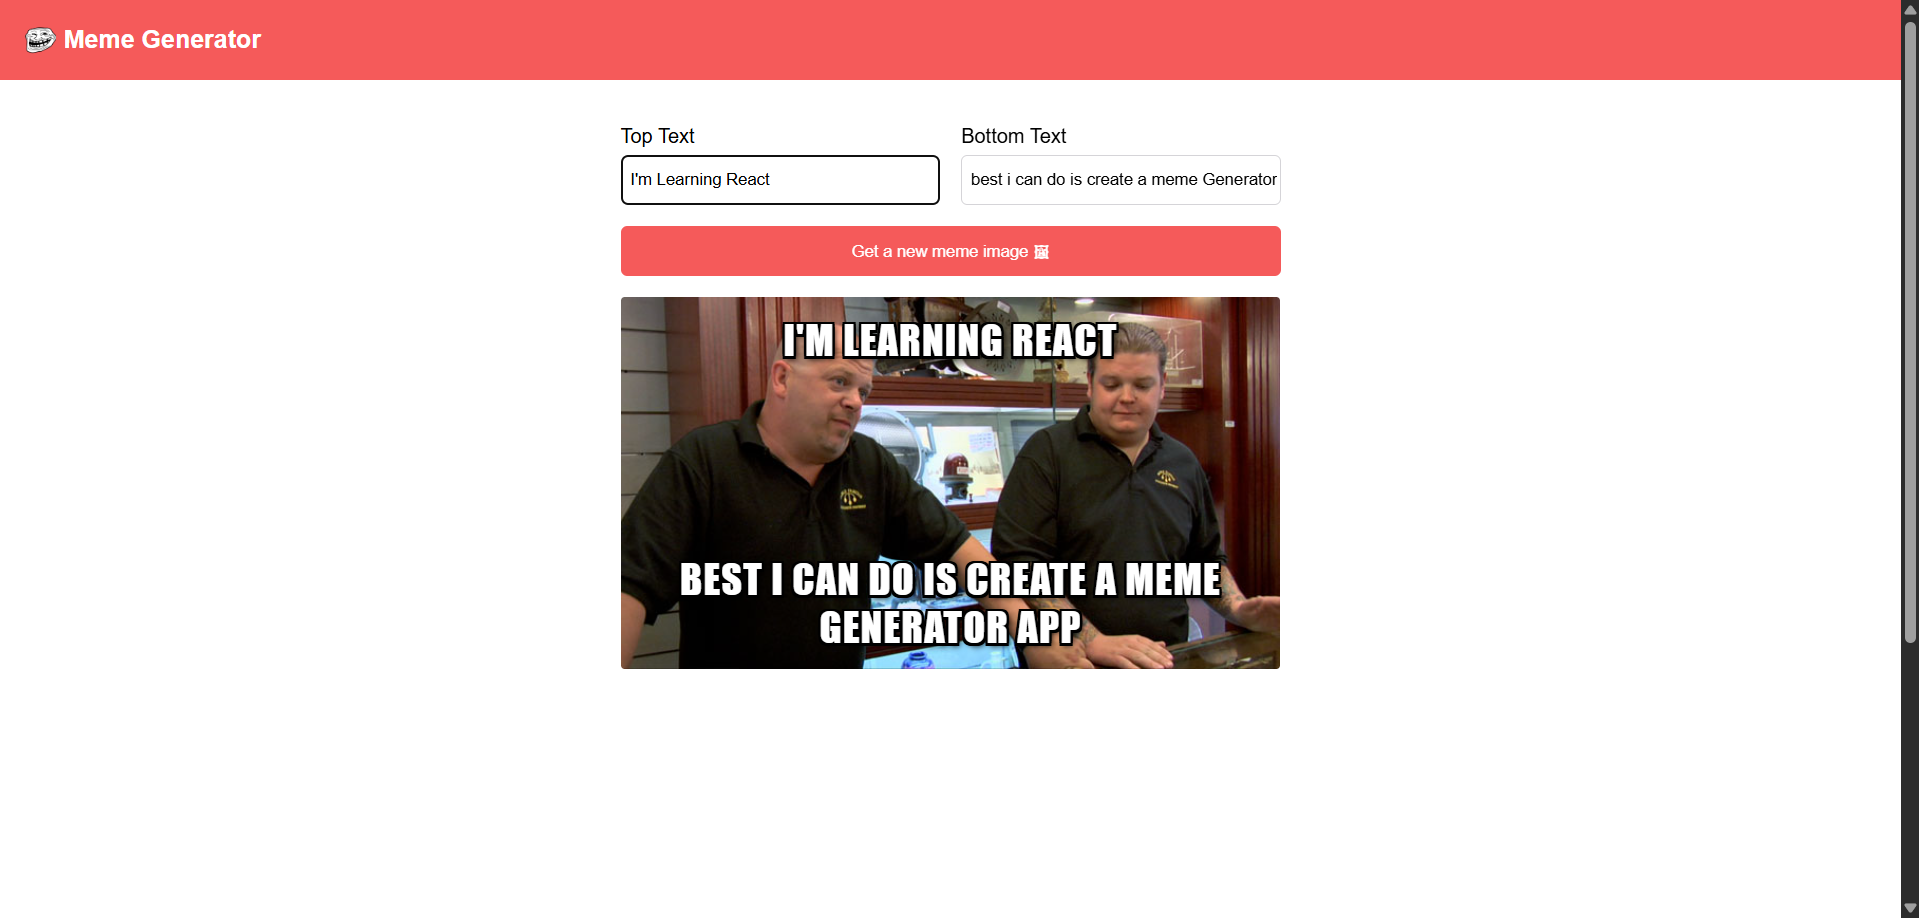 Meme Generator
Top Text
Bottom Text
I'm Learning React
best i can do is create a meme Generator
Get a new meme image 🖼
I'M LEARNING REACT
BEST I CAN DO IS CREATE A MEME
GENERATOR APP